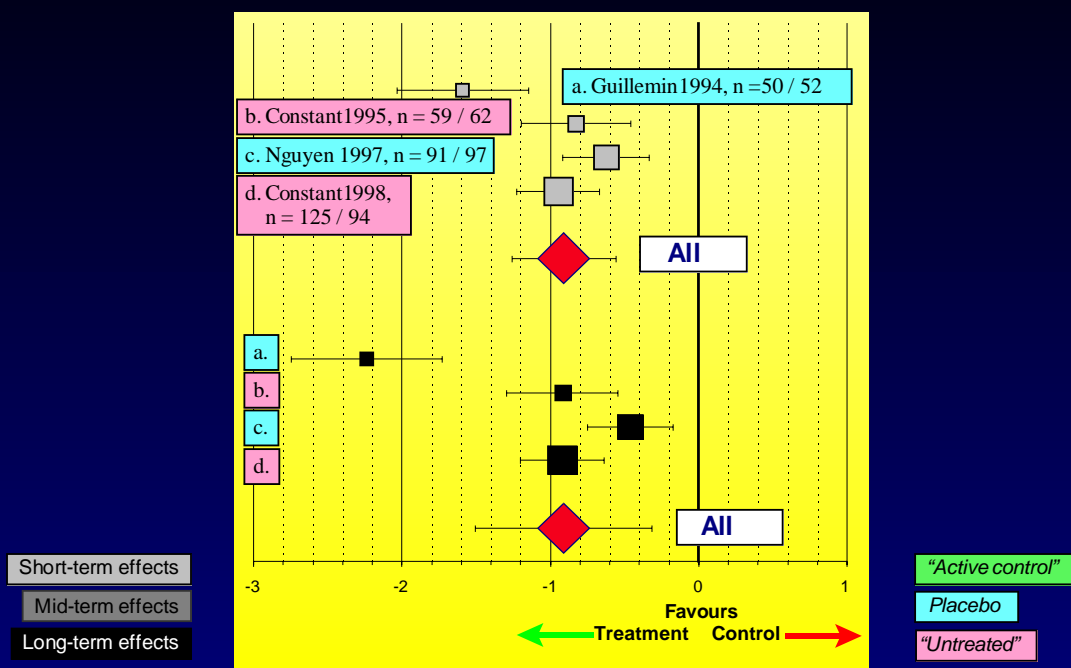 a. Guillemin1994, n =50 / 52
b. Constant1995, n = 59 / 62
c. Nguyen 1997, n = 91 / 97
d. Constant1998,
n = 125 / 94
All
a.
b.
c.
d.
All
-3 -2 -1 0 1
Favours
Treatment Control
Short-term effects
Mid-term effects
Long-term effects
“Active control”
Placebo
“Untreated”